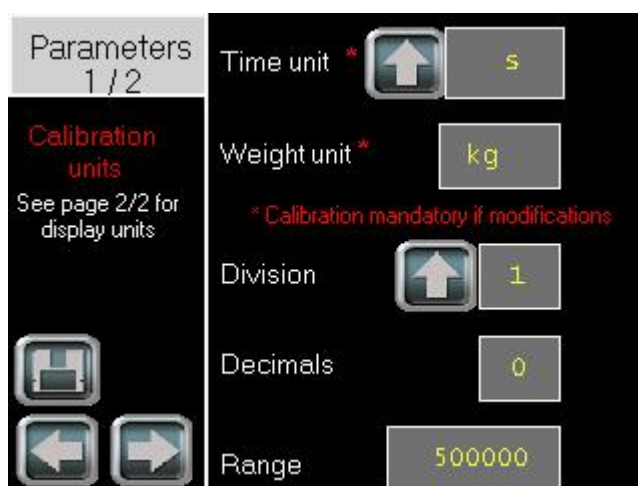 Parameters
1 / 2
Calibration
units
See page 2/2 for
display units
Time unit * s
Weight unit * kg
* Calibration mandatory if modifications
Division 1
Decimals 0
Range 500000